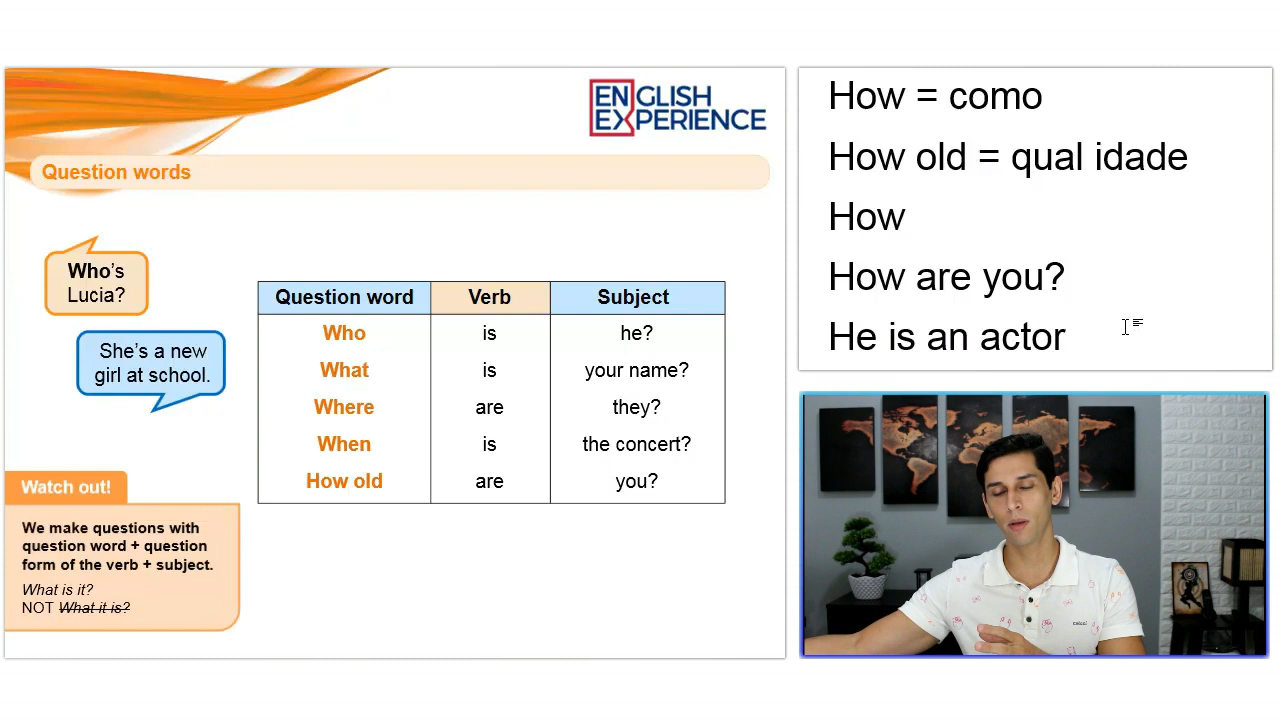 ENGLISH
EXPERIENCE
Question words
Who's
Lucia?
She's a new
girl at school.
Question word Verb Subject
Who is he?
What is your name?
Where are they?
When is the concert?
How old are you?
Watch out!
We make questions with
question word + question
form of the verb + subject.
What is it?
NOT What it is?
How = como
How old = qual idade
How
How are you?
He is an actor